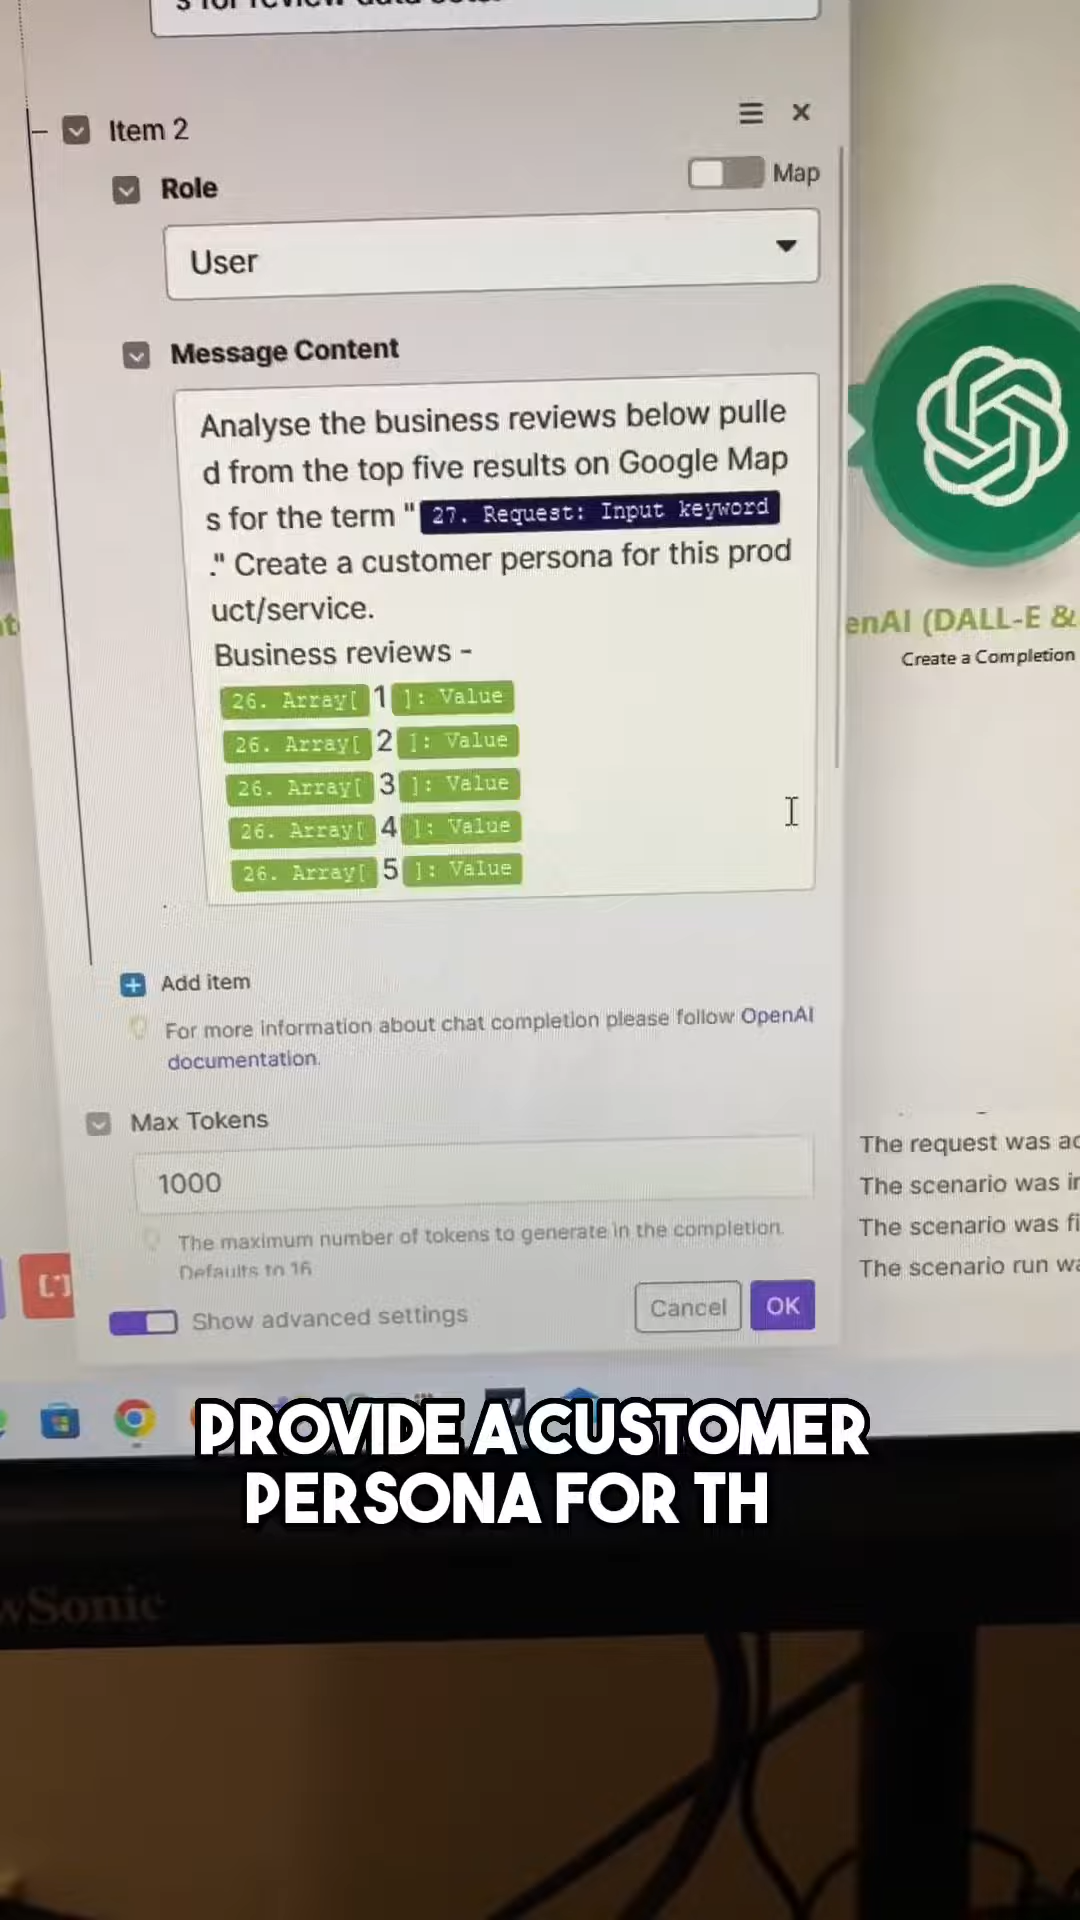 Item 2
Role
Map
User
Message Content
Analyse the business reviews below pulle
d from the top five results on Google Map
s for the term " 27. Request: Input keyword
." Create a customer persona for this prod
uct/service.
Business reviews -
26. Array[ 1 ]: Value
26. Array[ 2 ]: Value
26. Array[ 3 ]: Value
26. Array[ 4 ]: Value
26. Array[ 5 ]: Value
Add item
For more information about chat completion please follow OpenAI
documentation.
Max Tokens
1000
The maximum number of tokens to generate in the completion.
Defaults to 16
Show advanced settings
Cancel
OK
enAI (DALL-E &
Create a Completion
The request was ac
The scenario was in
The scenario was fi
The scenario run wa
PROVIDE A CUSTOMER
PERSONA FOR TH
wSonic